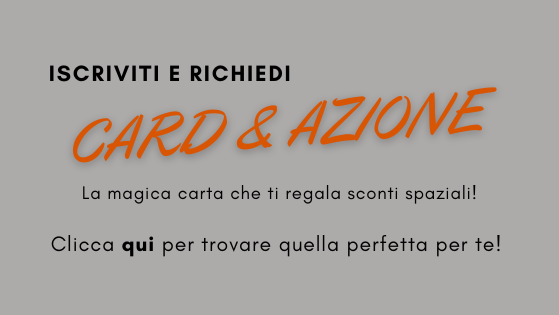 ISCRIVITI E RICHIEDI
CARD & AZIONE
La magica carta che ti regala sconti spaziali!
Clicca qui per trovare quella perfetta per te!